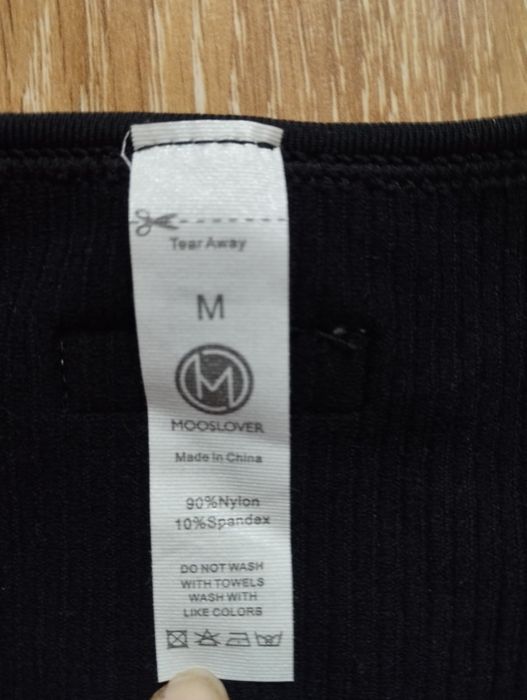 Tear Away
M
M
MOOSLOVER
Made in China
90%Nylon
10%Spandex
DO NOT WASH
WITH TOWELS
WASH WITH
LIKE COLORS